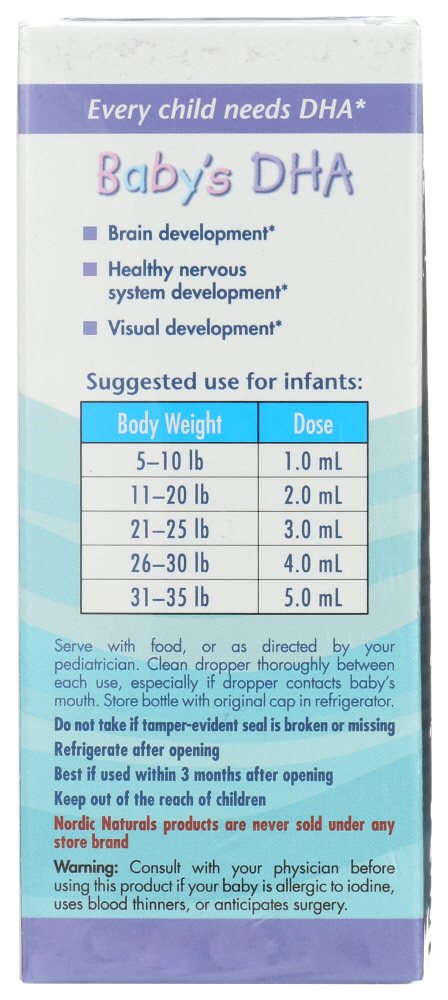 Every child needs DHA*
Baby's DHA
Brain development*
Healthy nervous
system development*
Visual development*
Suggested use for infants:
Body Weight Dose
5–10 lb 1.0 mL
11–20 lb 2.0 mL
21–25 lb 3.0 mL
26–30 lb 4.0 mL
31–35 lb 5.0 mL
Serve with food, or as directed by your
pediatrician. Clean dropper thoroughly between
each use, especially if dropper contacts baby's
mouth. Store bottle with original cap in refrigerator.
Do not take if tamper-evident seal is broken or missing
Refrigerate after opening
Best if used within 3 months after opening
Keep out of the reach of children
Nordic Naturals products are never sold under any
store brand
Warning: Consult with your physician before
using this product if your baby is allergic to iodine,
uses blood thinners, or anticipates surgery.